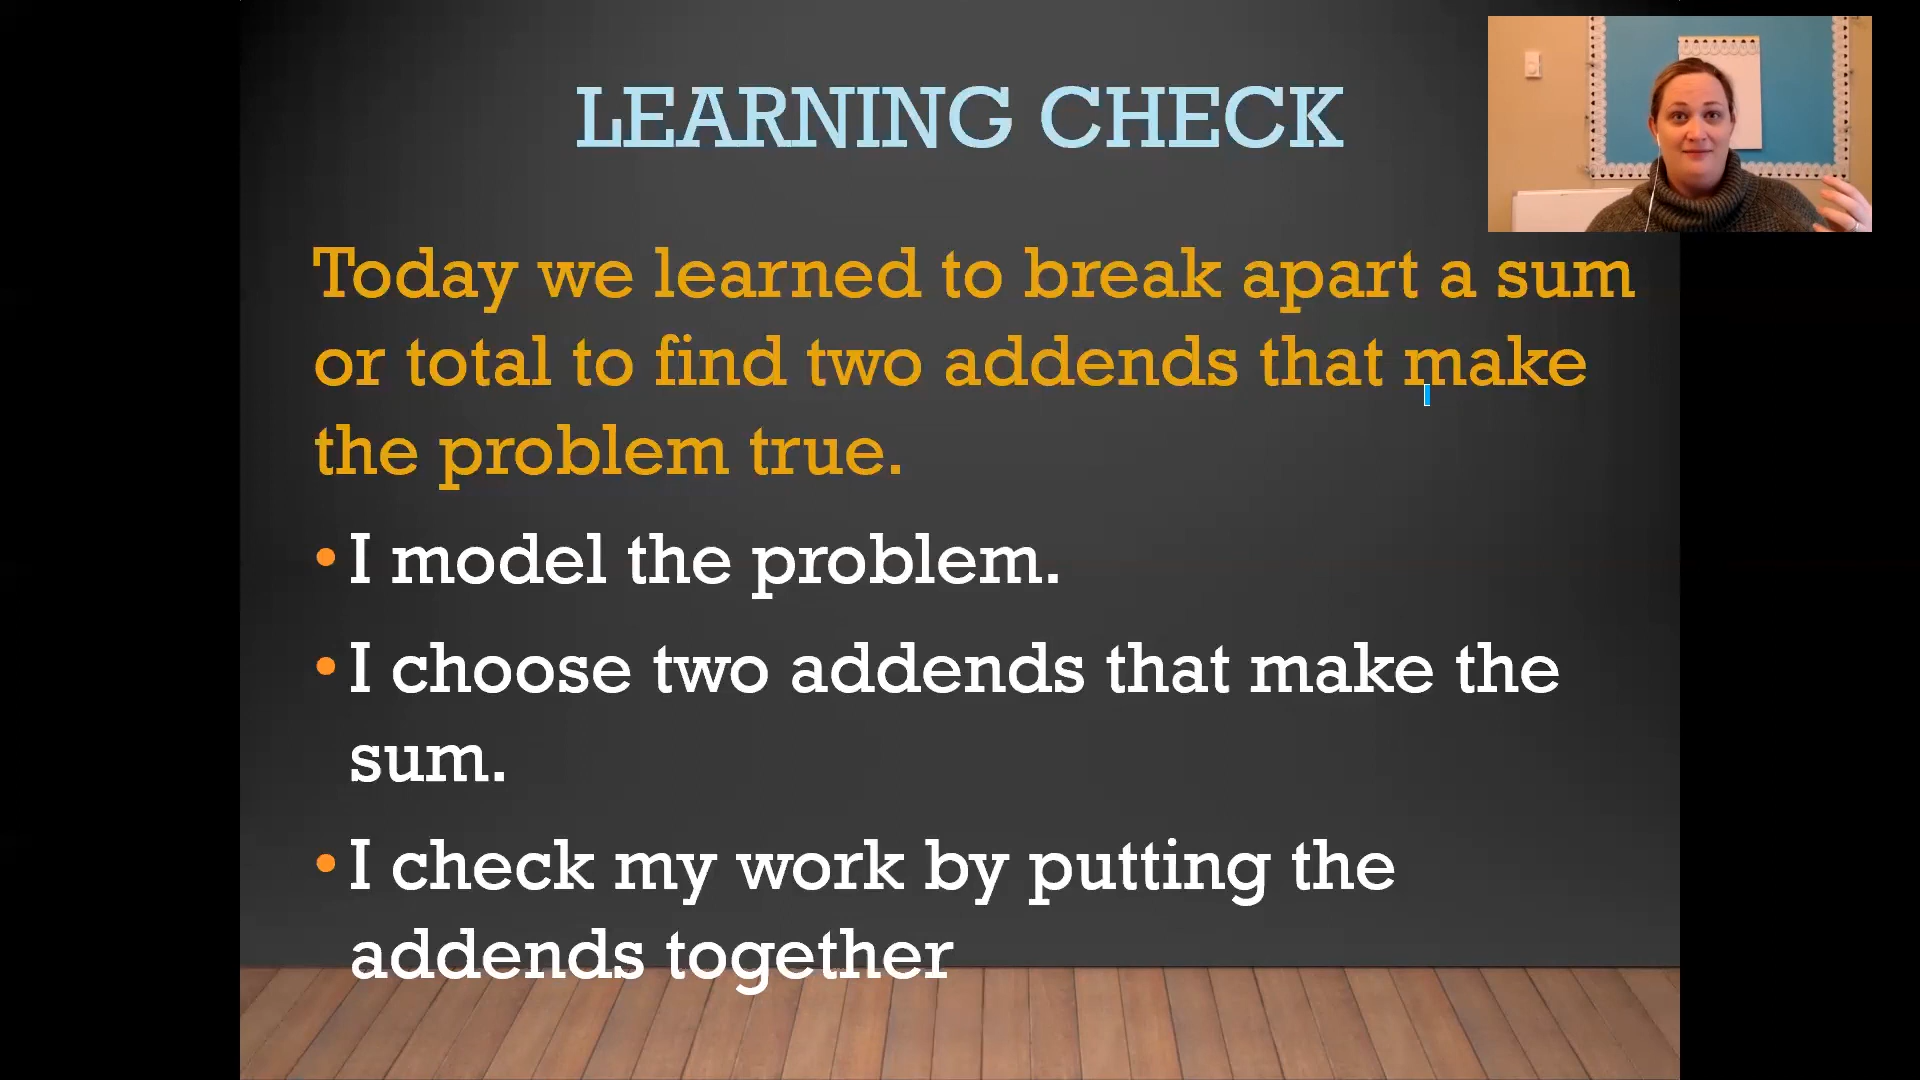 LEARNING CHECK
Today we learned to break apart a sum
or total to find two addends that make
the problem true.
• I model the problem.
• I choose two addends that make the
sum.
• I check my work by putting the
addends together